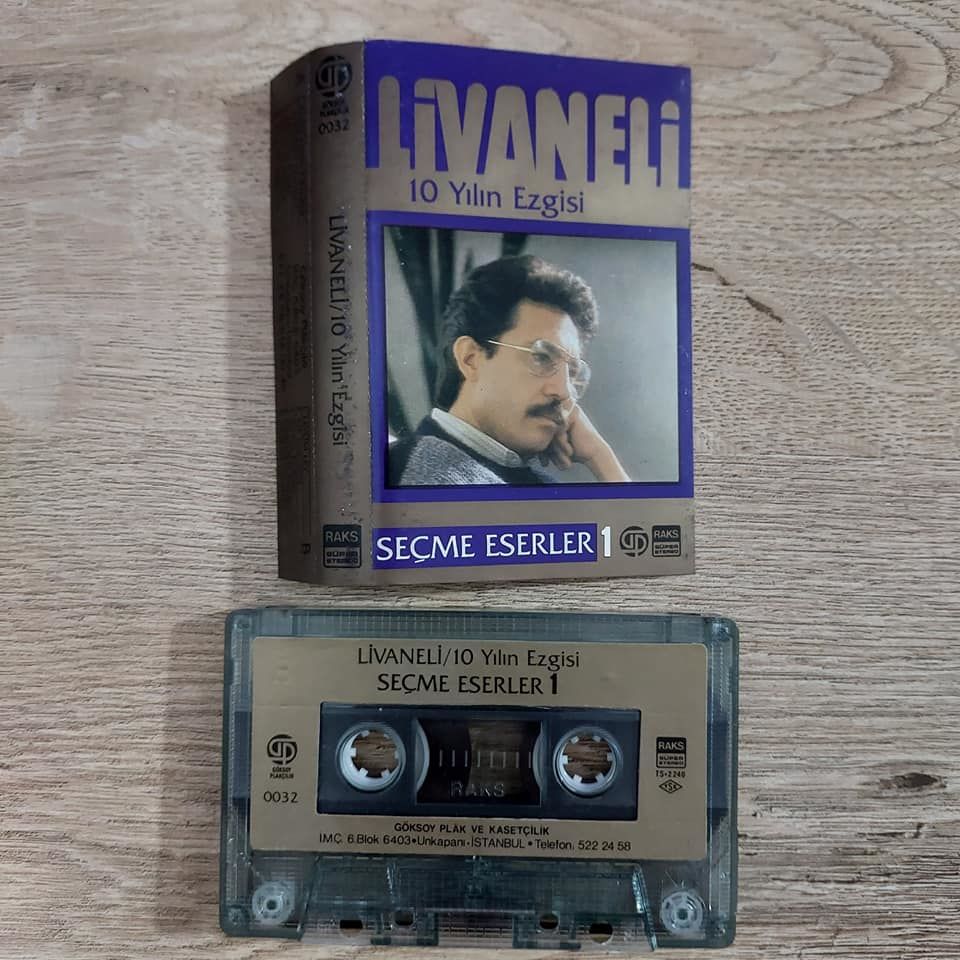 0032
LİVANELİ/10 Yılın Ezgisi
RAKS
SÜPER
STEREO
LİVANELİ
10 Yılın Ezgisi
SEÇME ESERLER 1
RAKS
SÜPER
STEREO
LİVANELİ/10 Yılın Ezgisi
SEÇME ESERLER 1
GÖKSOY
PLAKÇILIK
0032
RAKS
RAKS
SÜPER
STEREO
TS•2240
TSE
GÖKSOY PLAK VE KASETÇİLİK
İMÇ. 6.Blok 6403•Unkapanı-İSTANBUL•Telefon: 522 24 58